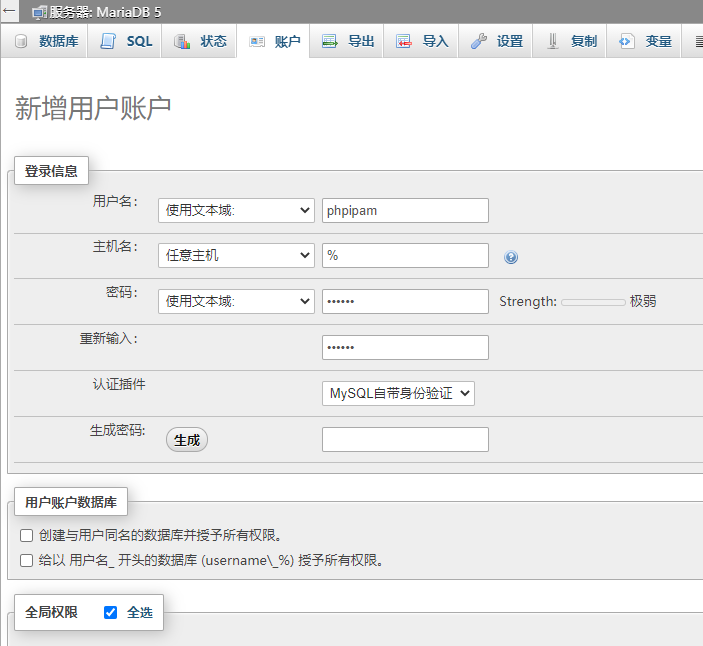 服务器: MariaDB 5
数据库 SQL 状态 账户 导出 导入 设置 复制 变量
新增用户账户
登录信息
用户名: 使用文本域: phpipam
主机名: 任意主机 %
密码: 使用文本域: •••••• Strength: 极弱
重新输入: ••••••
认证插件 MySQL自带身份验证
生成密码: 生成
用户账户数据库
创建与用户同名的数据库并授予所有权限。
给以 用户名_ 开头的数据库 (username\_%) 授予所有权限。
全局权限 全选